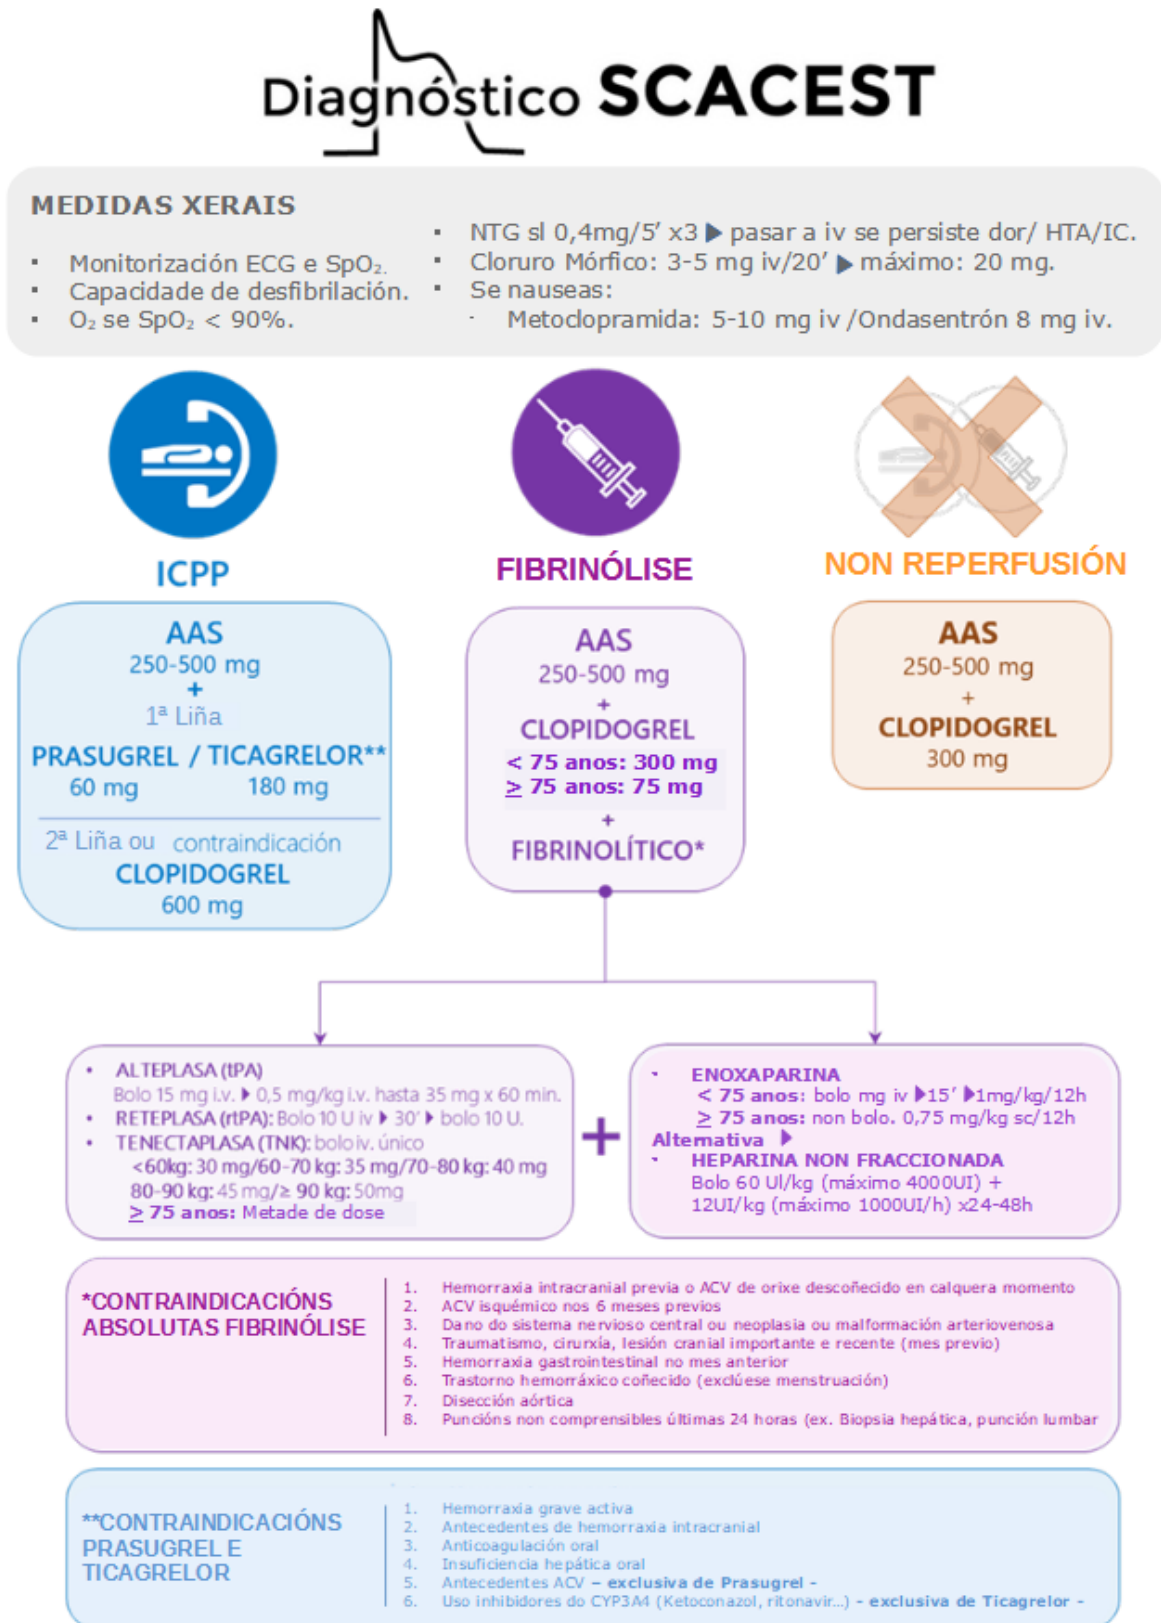 Diagnóstico SCACEST
MEDIDAS XERAIS
▪ Monitorización ECG e SpO₂.
▪ Capacidade de desfibrilación.
▪ O₂ se SpO₂ < 90%.
▪ NTG sl 0,4mg/5' x3 ▶ pasar a iv se persiste dor/ HTA/IC.
▪ Cloruro Mórfico: 3-5 mg iv/20' ▶ máximo: 20 mg.
▪ Se nauseas:
- Metoclopramida: 5-10 mg iv /Ondasentrón 8 mg iv.
ICPP
AAS
250-500 mg
+
1ª Liña
PRASUGREL / TICAGRELOR**
60 mg 180 mg
2ª Liña ou contraindicación
CLOPIDOGREL
600 mg
FIBRINÓLISE
AAS
250-500 mg
+
CLOPIDOGREL
< 75 anos: 300 mg
≥ 75 anos: 75 mg
+
FIBRINOLÍTICO*
NON REPERFUSIÓN
AAS
250-500 mg
+
CLOPIDOGREL
300 mg
• ALTEPLASA (tPA)
Bolo 15 mg i.v. ▶ 0,5 mg/kg i.v. hasta 35 mg x 60 min.
• RETEPLASA (rtPA): Bolo 10 U iv ▶ 30' ▶ bolo 10 U.
• TENECTAPLASA (TNK): bolo iv. único
<60kg: 30 mg/60-70 kg: 35 mg/70-80 kg: 40 mg
80-90 kg: 45 mg/≥ 90 kg: 50mg
≥ 75 anos: Metade de dose
+
- ENOXAPARINA
< 75 anos: bolo mg iv ▶15' ▶1mg/kg/12h
≥ 75 anos: non bolo. 0,75 mg/kg sc/12h
Alternativa ▶
- HEPARINA NON FRACCIONADA
Bolo 60 Ul/kg (máximo 4000UI) +
12UI/kg (máximo 1000UI/h) x24-48h
*CONTRAINDICACIÓNS
ABSOLUTAS FIBRINÓLISE
1. Hemorraxia intracranial previa o ACV de orixe descoñecido en calquera momento
2. ACV isquémico nos 6 meses previos
3. Dano do sistema nervioso central ou neoplasia ou malformación arteriovenosa
4. Traumatismo, cirurxía, lesión cranial importante e recente (mes previo)
5. Hemorraxia gastrointestinal no mes anterior
6. Trastorno hemorráxico coñecido (exclúese menstruación)
7. Disección aórtica
8. Puncións non comprensibles últimas 24 horas (ex. Biopsia hepática, punción lumbar
**CONTRAINDICACIÓNS
PRASUGREL E
TICAGRELOR
1. Hemorraxia grave activa
2. Antecedentes de hemorraxia intracranial
3. Anticoagulación oral
4. Insuficiencia hepática oral
5. Antecedentes ACV – exclusiva de Prasugrel -
6. Uso inhibidores do CYP3A4 (Ketoconazol, ritonavir...) - exclusiva de Ticagrelor -